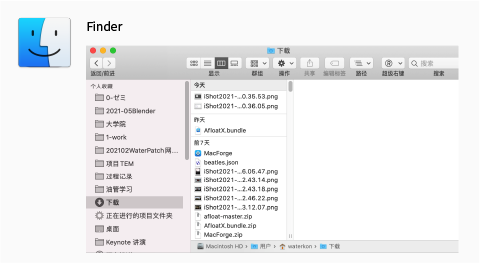 Finder
下载
搜索
返回/前进
显示
群组
操作
共享
编辑标签
路径
超级右键
搜索
个人收藏
0-ゼミ
2021-05Blender
大学院
1-work
202102WaterPatch网...
项目TEM
过程记录
油管学习
下载
正在进行的项目文件夹
桌面
Keynote 讲演
今天
iShot2021-...0.35.53.png
iShot2021-...0.36.05.png
昨天
AfloatX.bundle
前7天
MacForge
beatles.json
iShot2021-...6.05.47.png
iShot2021-...2.43.14.png
iShot2021-...2.43.18.png
iShot2021-...2.46.22.png
iShot2021-...3.12.07.png
afloat-master.zip
AfloatX.bundle.zip
MacForge.zip
Macintosh HD › 用户 › waterkon › 下载